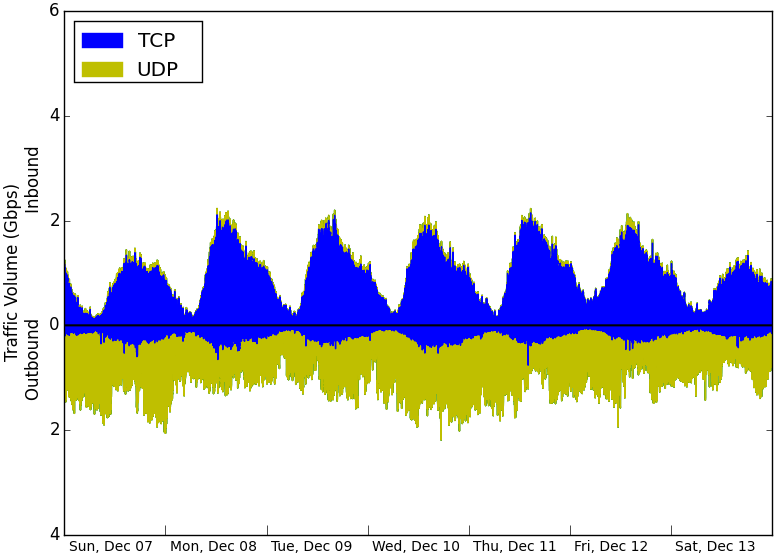 6
TCP
UDP
4
2
0
2
4
Traffic Volume (Gbps)
Outbound    Inbound
Sun, Dec 07
Mon, Dec 08
Tue, Dec 09
Wed, Dec 10
Thu, Dec 11
Fri, Dec 12
Sat, Dec 13